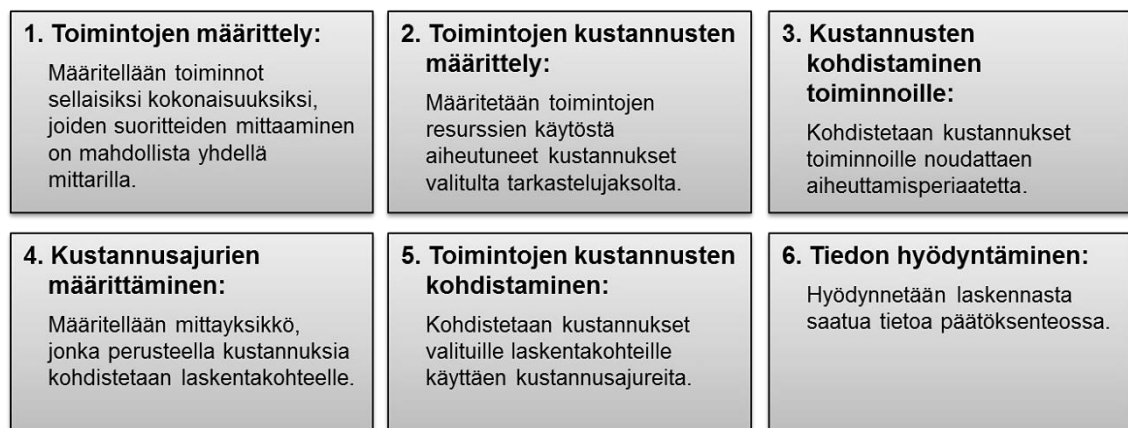 1. Toimintojen määrittely:
Määritellään toiminnot
sellaisiksi kokonaisuuksiksi,
joiden suoritteiden mittaaminen
on mahdollista yhdellä
mittarilla.
2. Toimintojen kustannusten
määrittely:
Määritetään toimintojen
resurssien käytöstä
aiheutuneet kustannukset
valitulta tarkastelujaksolta.
3. Kustannusten
kohdistaminen
toiminnoille:
Kohdistetaan kustannukset
toiminnoille noudattaen
aiheuttamisperiaatetta.
4. Kustannusajurien
määrittäminen:
Määritellään mittayksikkö,
jonka perusteella kustannuksia
kohdistetaan laskentakohteelle.
5. Toimintojen kustannusten
kohdistaminen:
Kohdistetaan kustannukset
valituille laskentakohteille
käyttäen kustannusajureita.
6. Tiedon hyödyntäminen:
Hyödynnetään laskennasta
saatua tietoa päätöksenteossa.